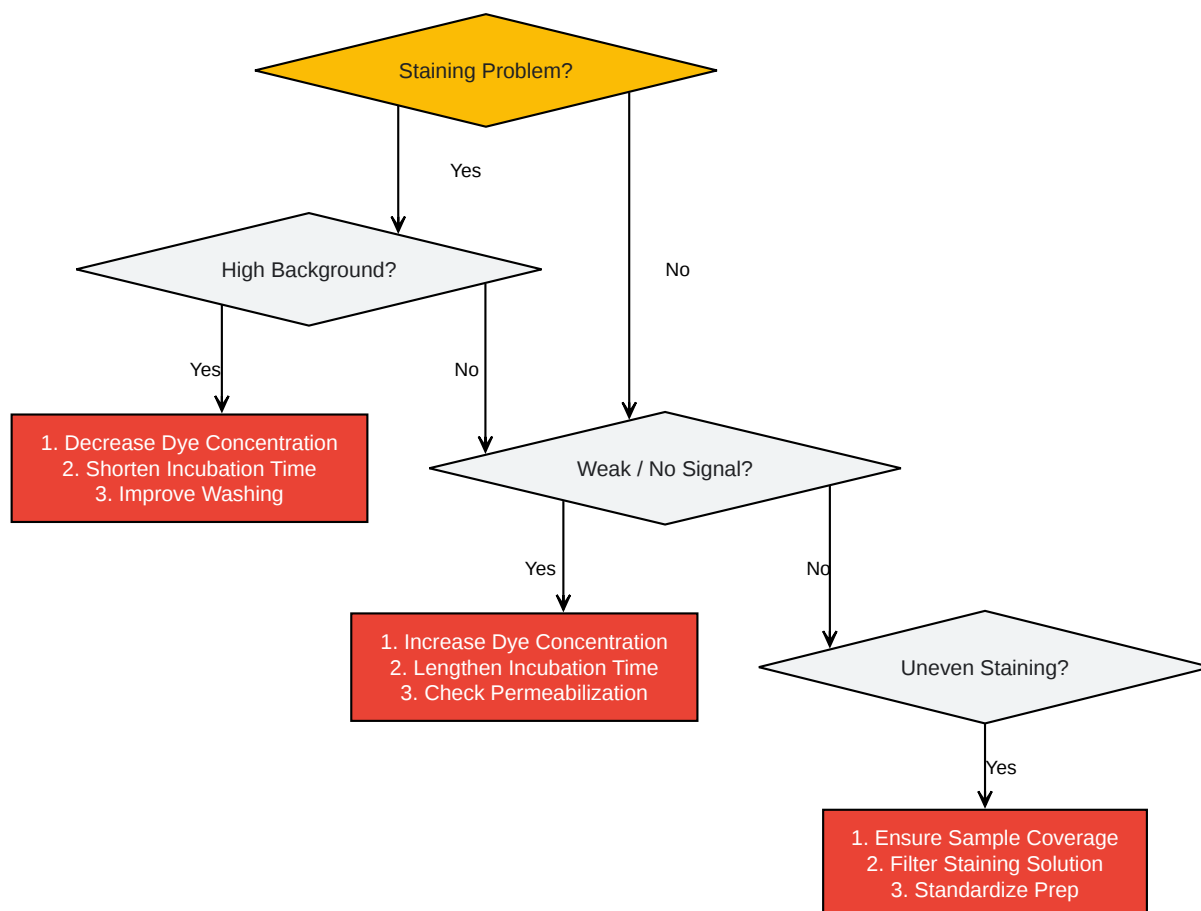 Staining Problem?
Yes
High Background?
No
Yes
No
1. Decrease Dye Concentration
2. Shorten Incubation Time
3. Improve Washing
Weak / No Signal?
Yes
No
1. Increase Dye Concentration
2. Lengthen Incubation Time
3. Check Permeabilization
Uneven Staining?
Yes
1. Ensure Sample Coverage
2. Filter Staining Solution
3. Standardize Prep